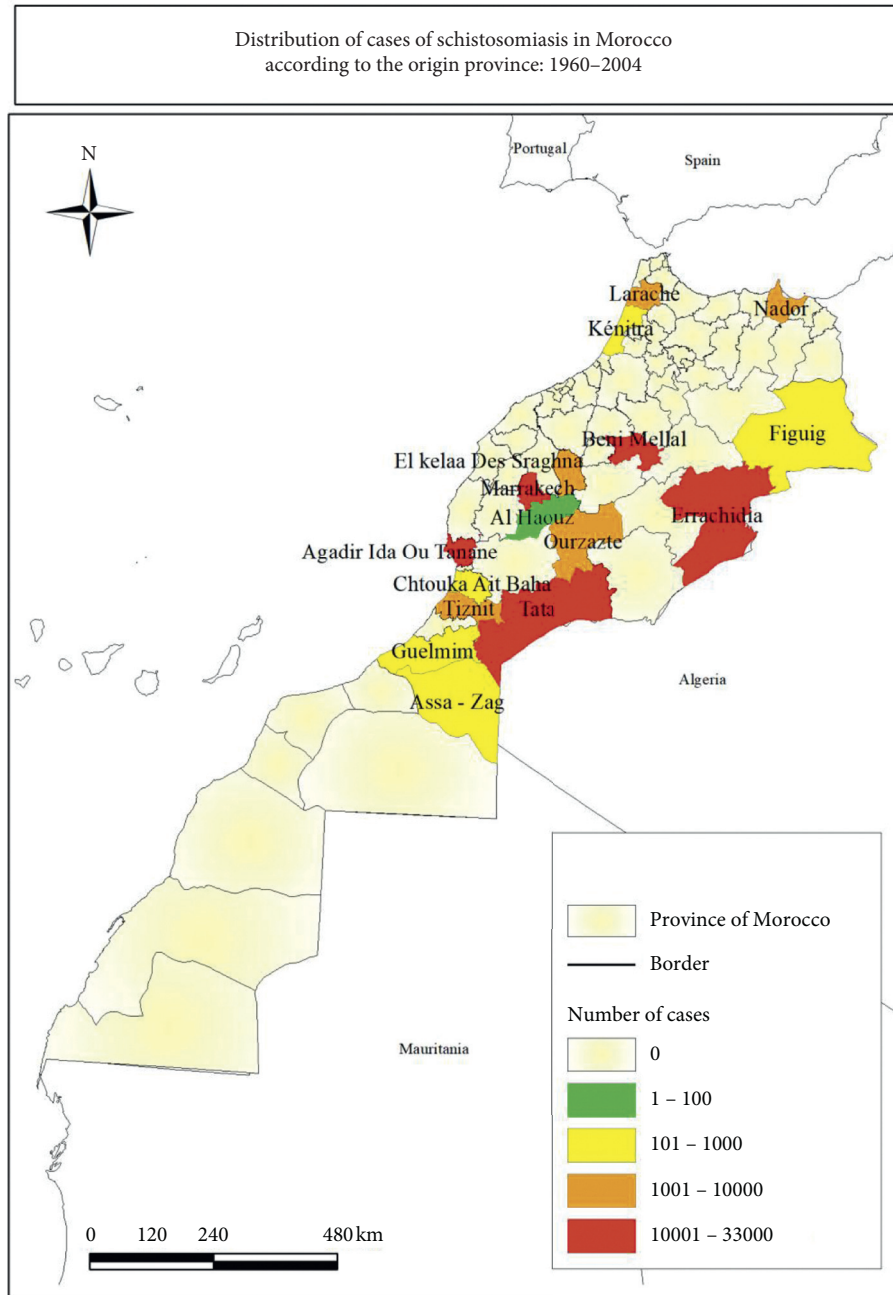 Distribution of cases of schistosomiasis in Morocco
according to the origin province: 1960–2004
N
Portugal
Spain
Larache
Nador
Kénitra
Figuig
Beni Mellal
El kelaa Des Sraghna
Marrakech
Al Haouz
Errachidia
Ourzazte
Agadir Ida Ou Tanane
Chtouka Ait Baha
Tiznit
Tata
Guelmim
Algeria
Assa - Zag
Mauritania
Province of Morocco
Border
Number of cases
0
1 – 100
101 – 1000
1001 – 10000
10001 – 33000
0 120 240 480 km